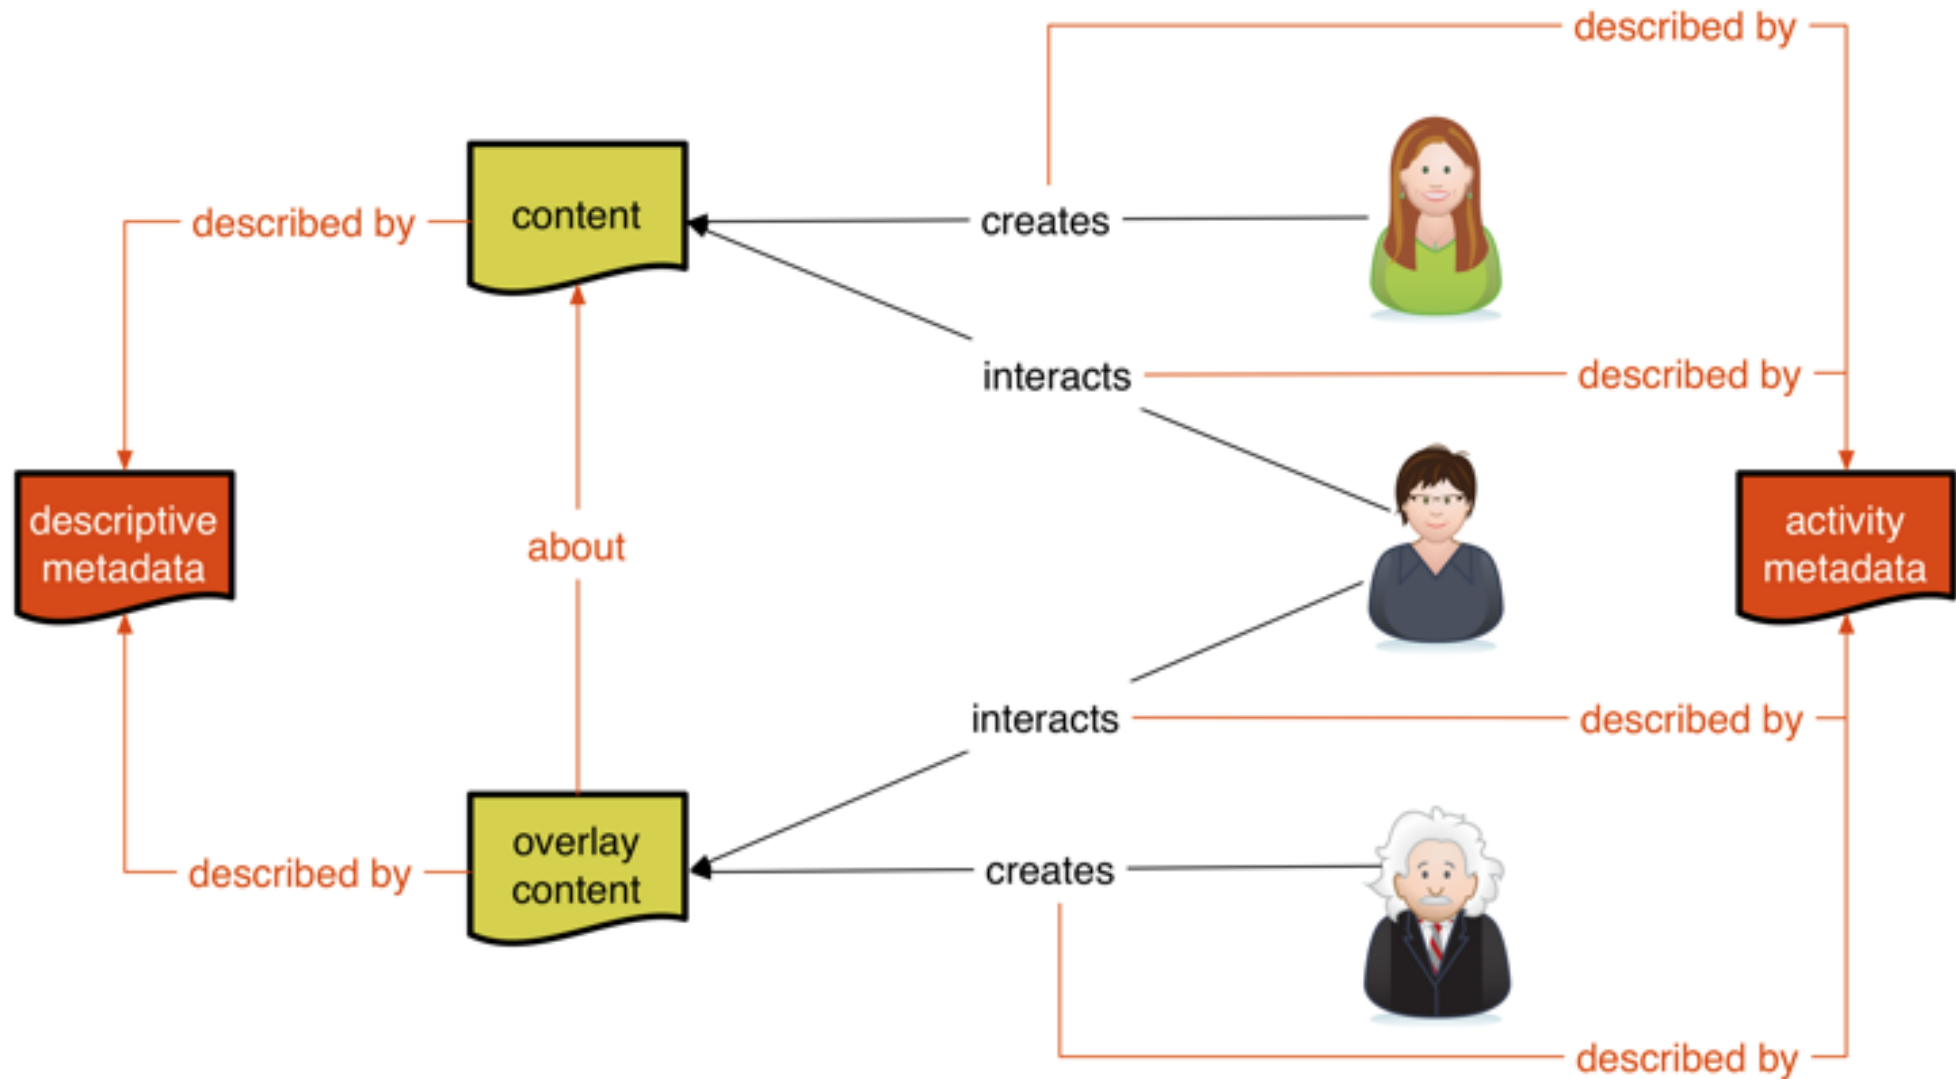 described by
described by
content
creates
interacts
described by
descriptive
metadata
about
activity
metadata
interacts
described by
described by
overlay
content
creates
described by